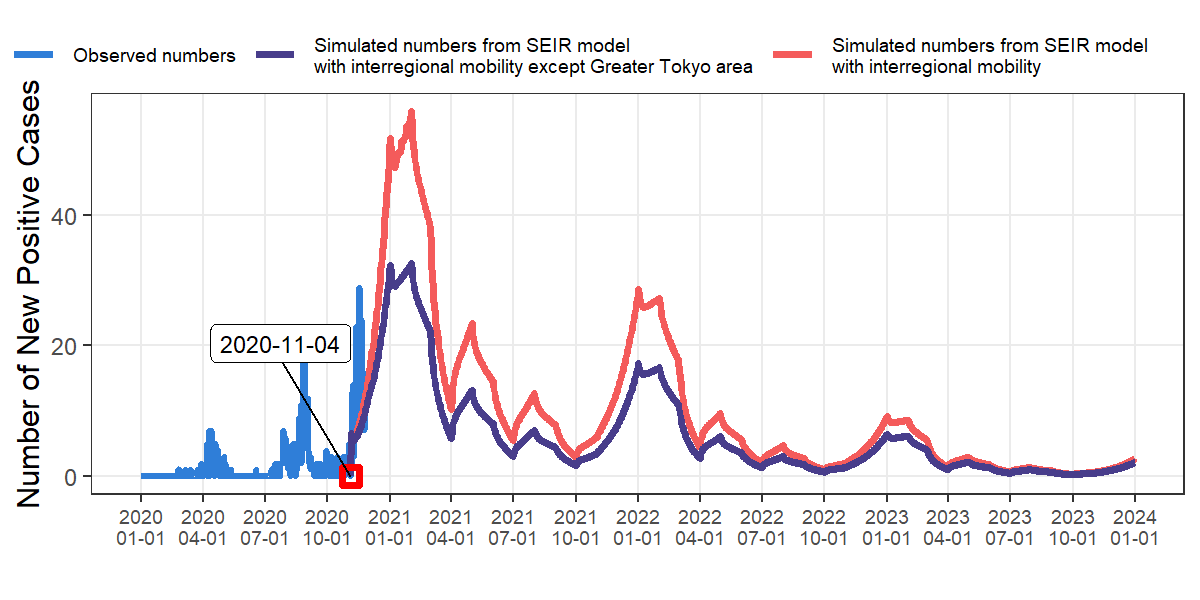 Observed numbers
Simulated numbers from SEIR model
with interregional mobility except Greater Tokyo area
Simulated numbers from SEIR model
with interregional mobility
Number of New Positive Cases
40
20
0
2020-11-04
2020 2020 2020 2020 2021 2021 2021 2021 2022 2022 2022 2022 2023 2023 2023 2023 2024
01-01 04-01 07-01 10-01 01-01 04-01 07-01 10-01 01-01 04-01 07-01 10-01 01-01 04-01 07-01 10-01 01-01